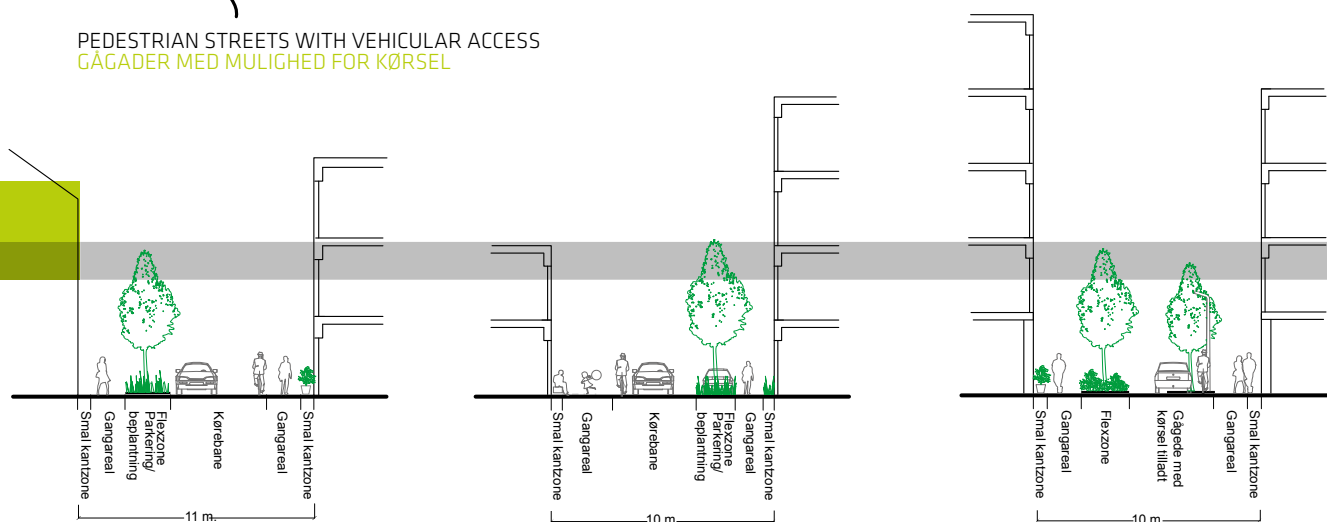 PEDESTRIAN STREETS WITH VEHICULAR ACCESS
GÅGADER MED MULIGHED FOR KØRSEL
Smal kantzone
Gangareal
Flexzone
Parkering/
beplantning
Kørebane
Gangareal
Smal kantzone
11 m.
Smal kantzone
Gangareal
Kørebane
Flexzone
Parkering/
beplantning
Gangareal
Smal kantzone
10 m
Smal kantzone
Gangareal
Flexzone
Gågede med
kørsel tilladt
Gangareal
Smal kantzone
10 m